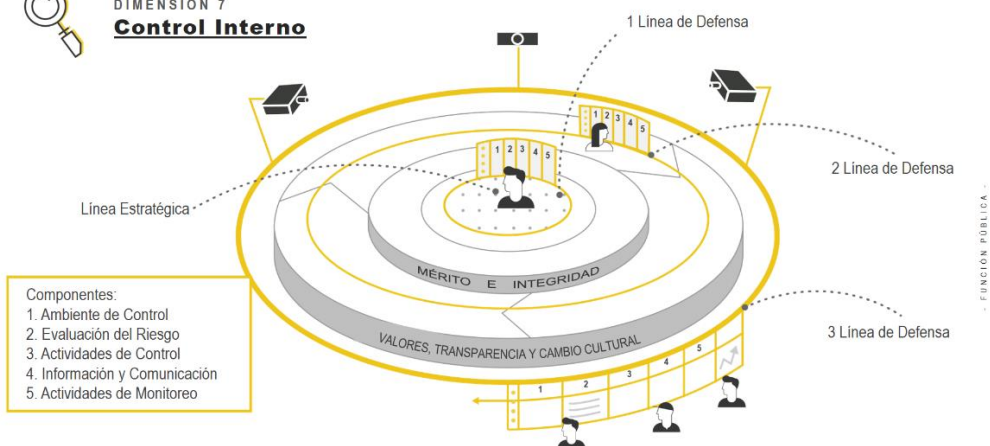 DIMENSIÓN 7
Control Interno
1 Línea de Defensa
1 2 3 4 5
1 2 3 4 5
2 Línea de Defensa
Línea Estratégica
MÉRITO E INTEGRIDAD
VALORES, TRANSPARENCIA Y CAMBIO CULTURAL
3 Línea de Defensa
1 2 3 4 5
Componentes:
1. Ambiente de Control
2. Evaluación del Riesgo
3. Actividades de Control
4. Información y Comunicación
5. Actividades de Monitoreo
- FUNCIÓN PÚBLICA -